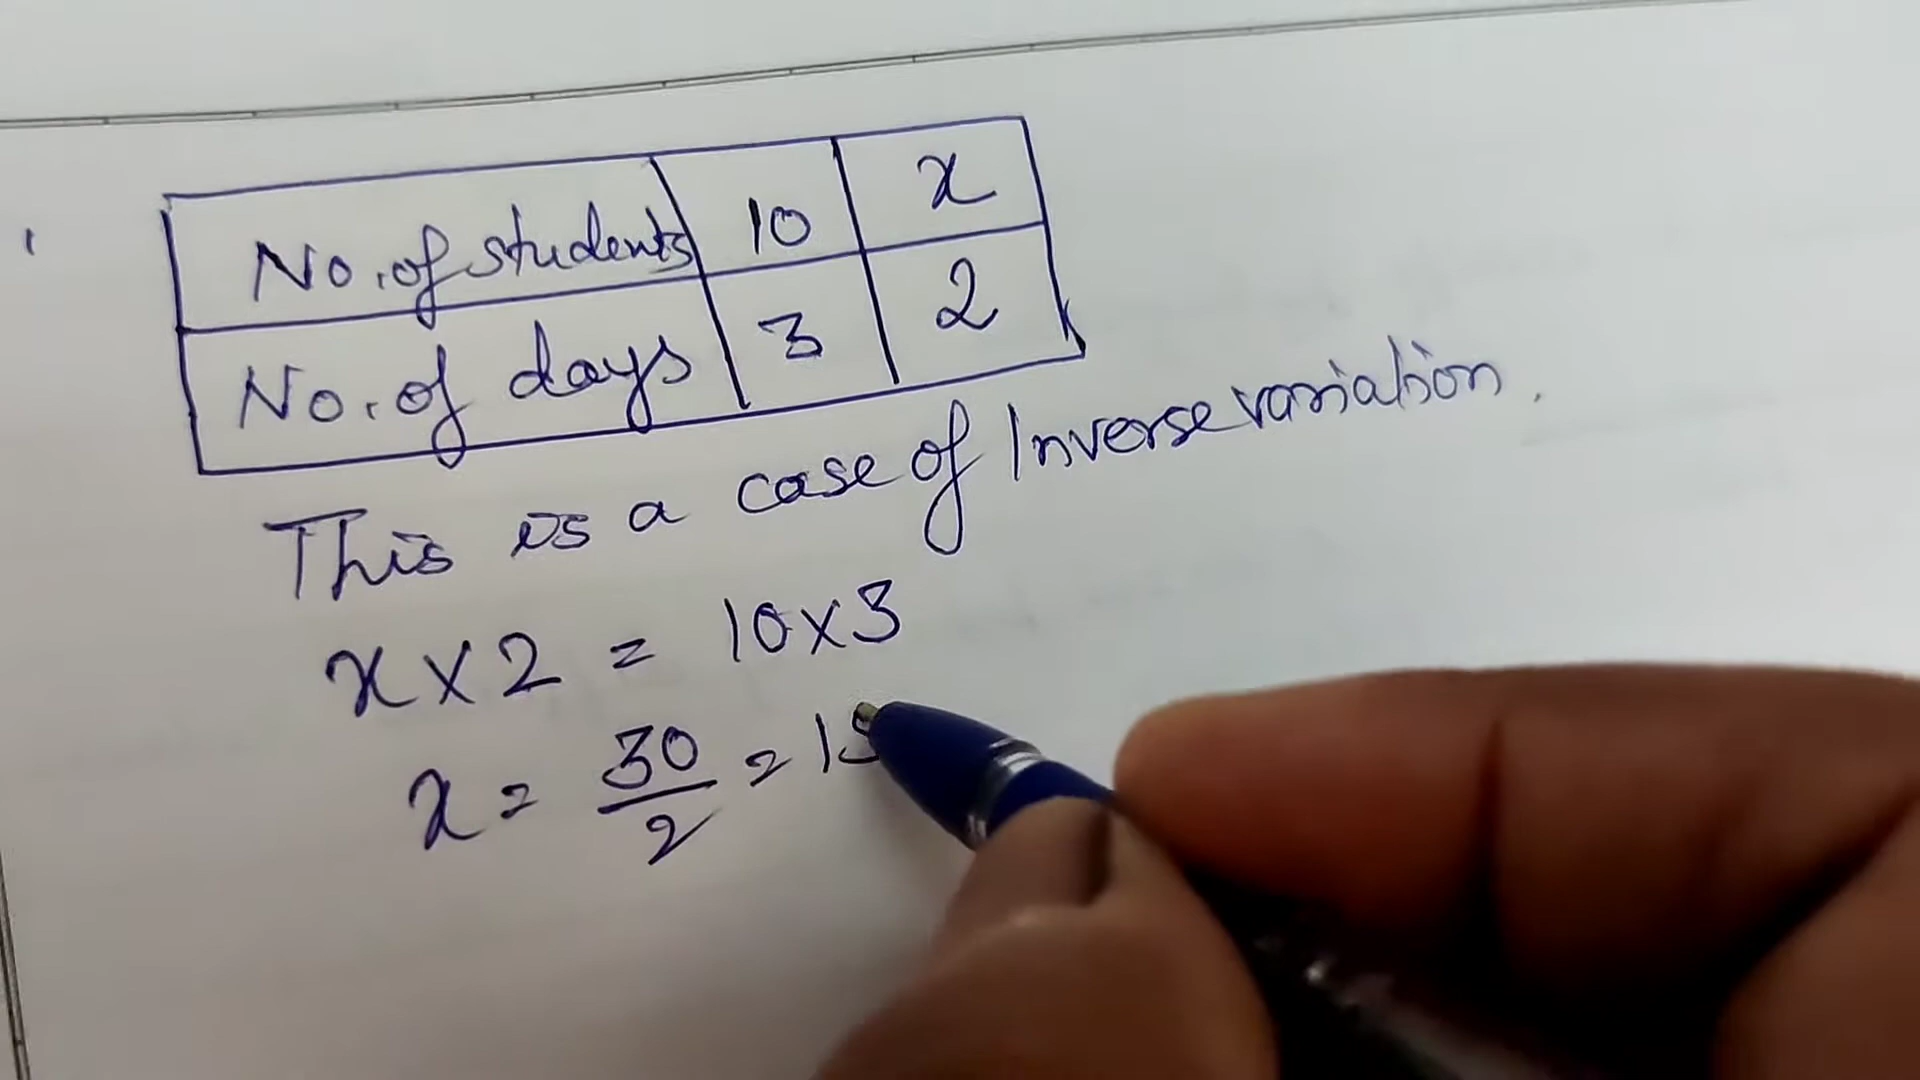 No. of students 10 x
No. of days 3 2
This is a case of Inverse variation.
x × 2 = 10 × 3
x = 30/2 = 15